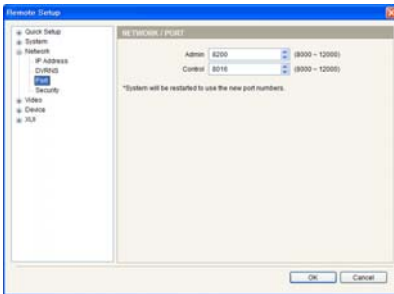 Remote Setup
Quick Setup
System
Network
IP Address
DVRNS
Port
Security
Video
Device
XUI
NETWORK / PORT
Admin 8200 (8000 ~ 12000)
Control 8016 (8000 ~ 12000)
*System will be restarted to use the new port numbers.
OK Cancel